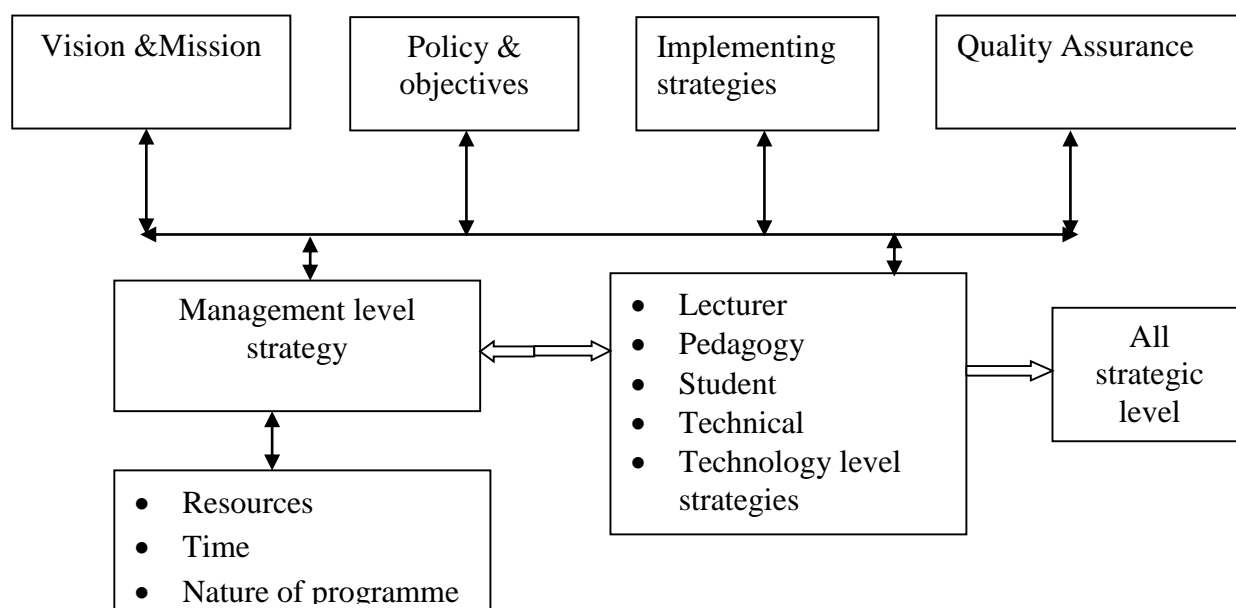 Vision &Mission
Policy &
objectives
Implementing
strategies
Quality Assurance
Management level
strategy
• Lecturer
• Pedagogy
• Student
• Technical
• Technology level
strategies
All
strategic
level
• Resources
• Time
• Nature of programme